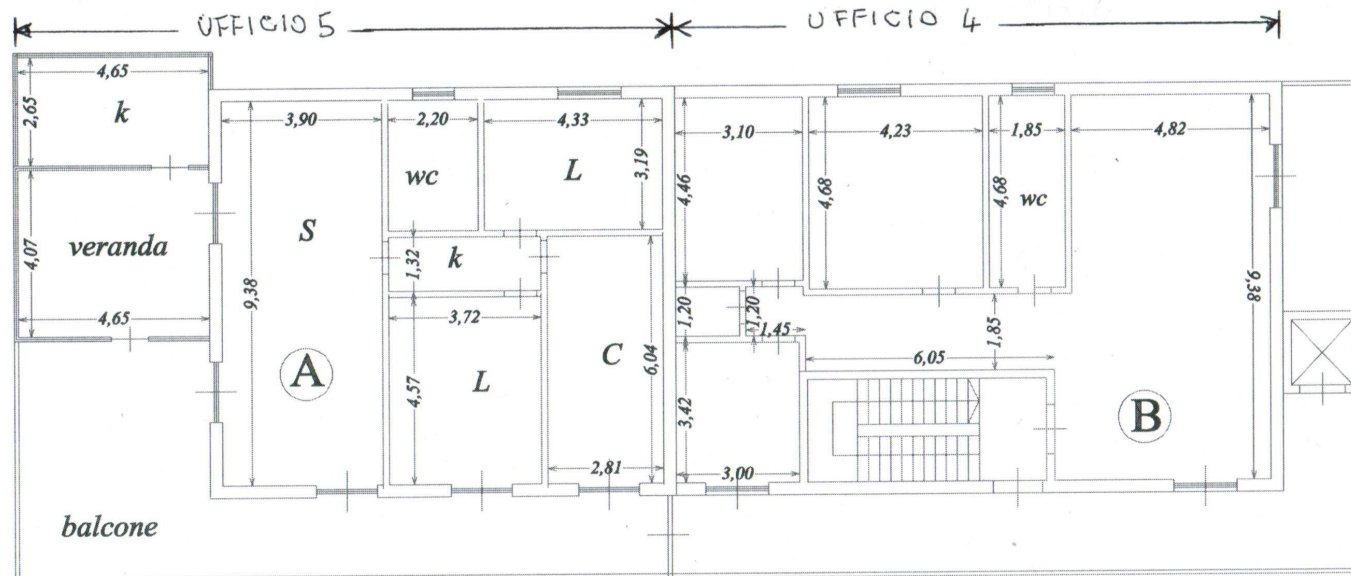 UFFICIO 5
UFFICIO 4
4,65
2,65
k
3,90
2,20
4,33
3,19
3,10
4,23
1,85
4,82
wc
L
4,46
4,68
4,68
wc
veranda
4,07
4,65
S
9,38
1,32
k
3,72
1,20
1,20
1,45
1,85
9,38
6,05
A
L
4,57
C
6,04
2,81
3,42
3,00
B
balcone